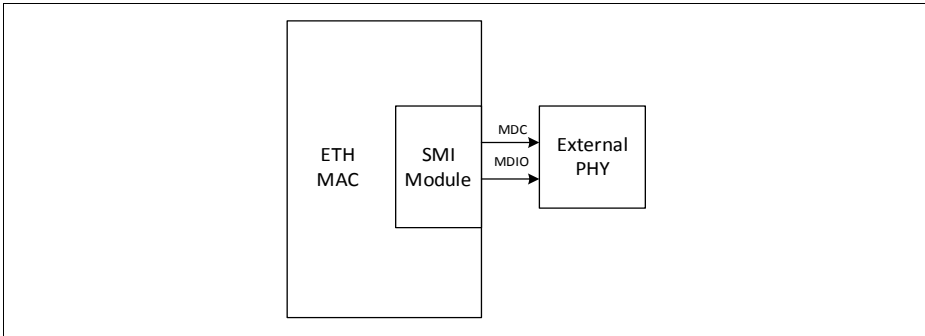 ETH
MAC
SMI
Module
MDC
MDIO
External
PHY